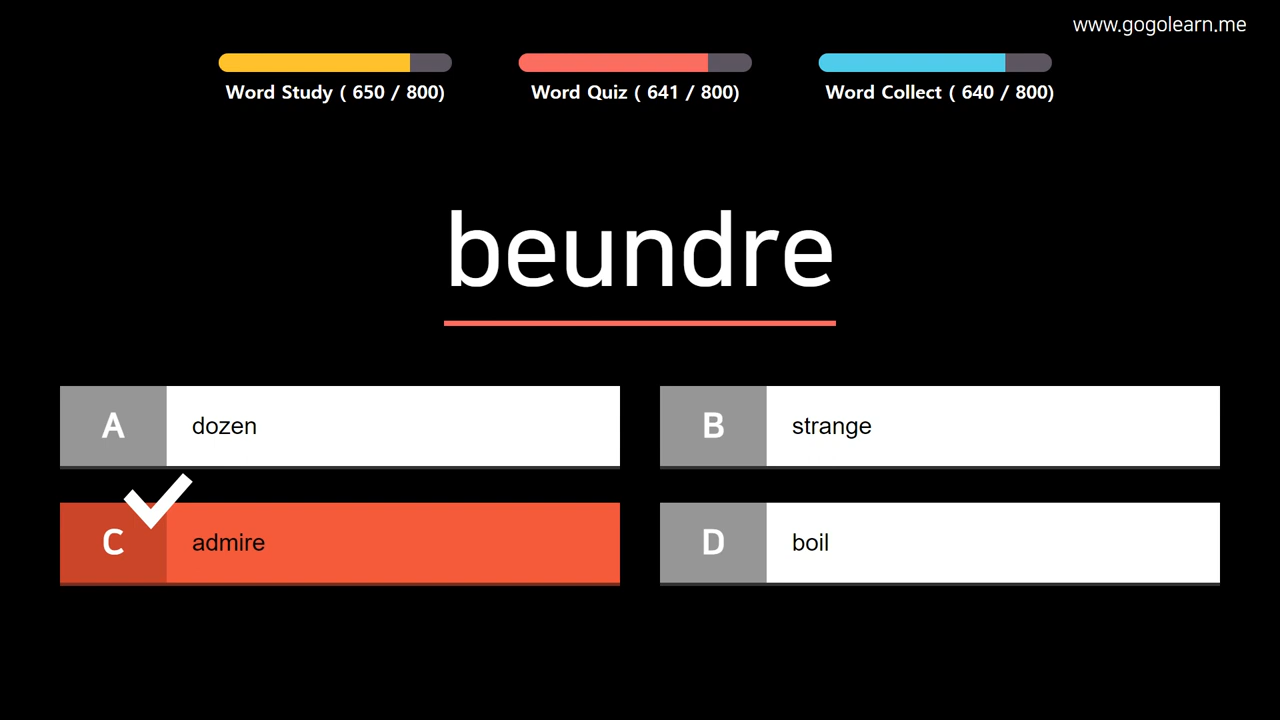 www.gogolearn.me
Word Study ( 650 / 800)
Word Quiz ( 641 / 800)
Word Collect ( 640 / 800)
beundre
A dozen
B strange
C admire
D boil